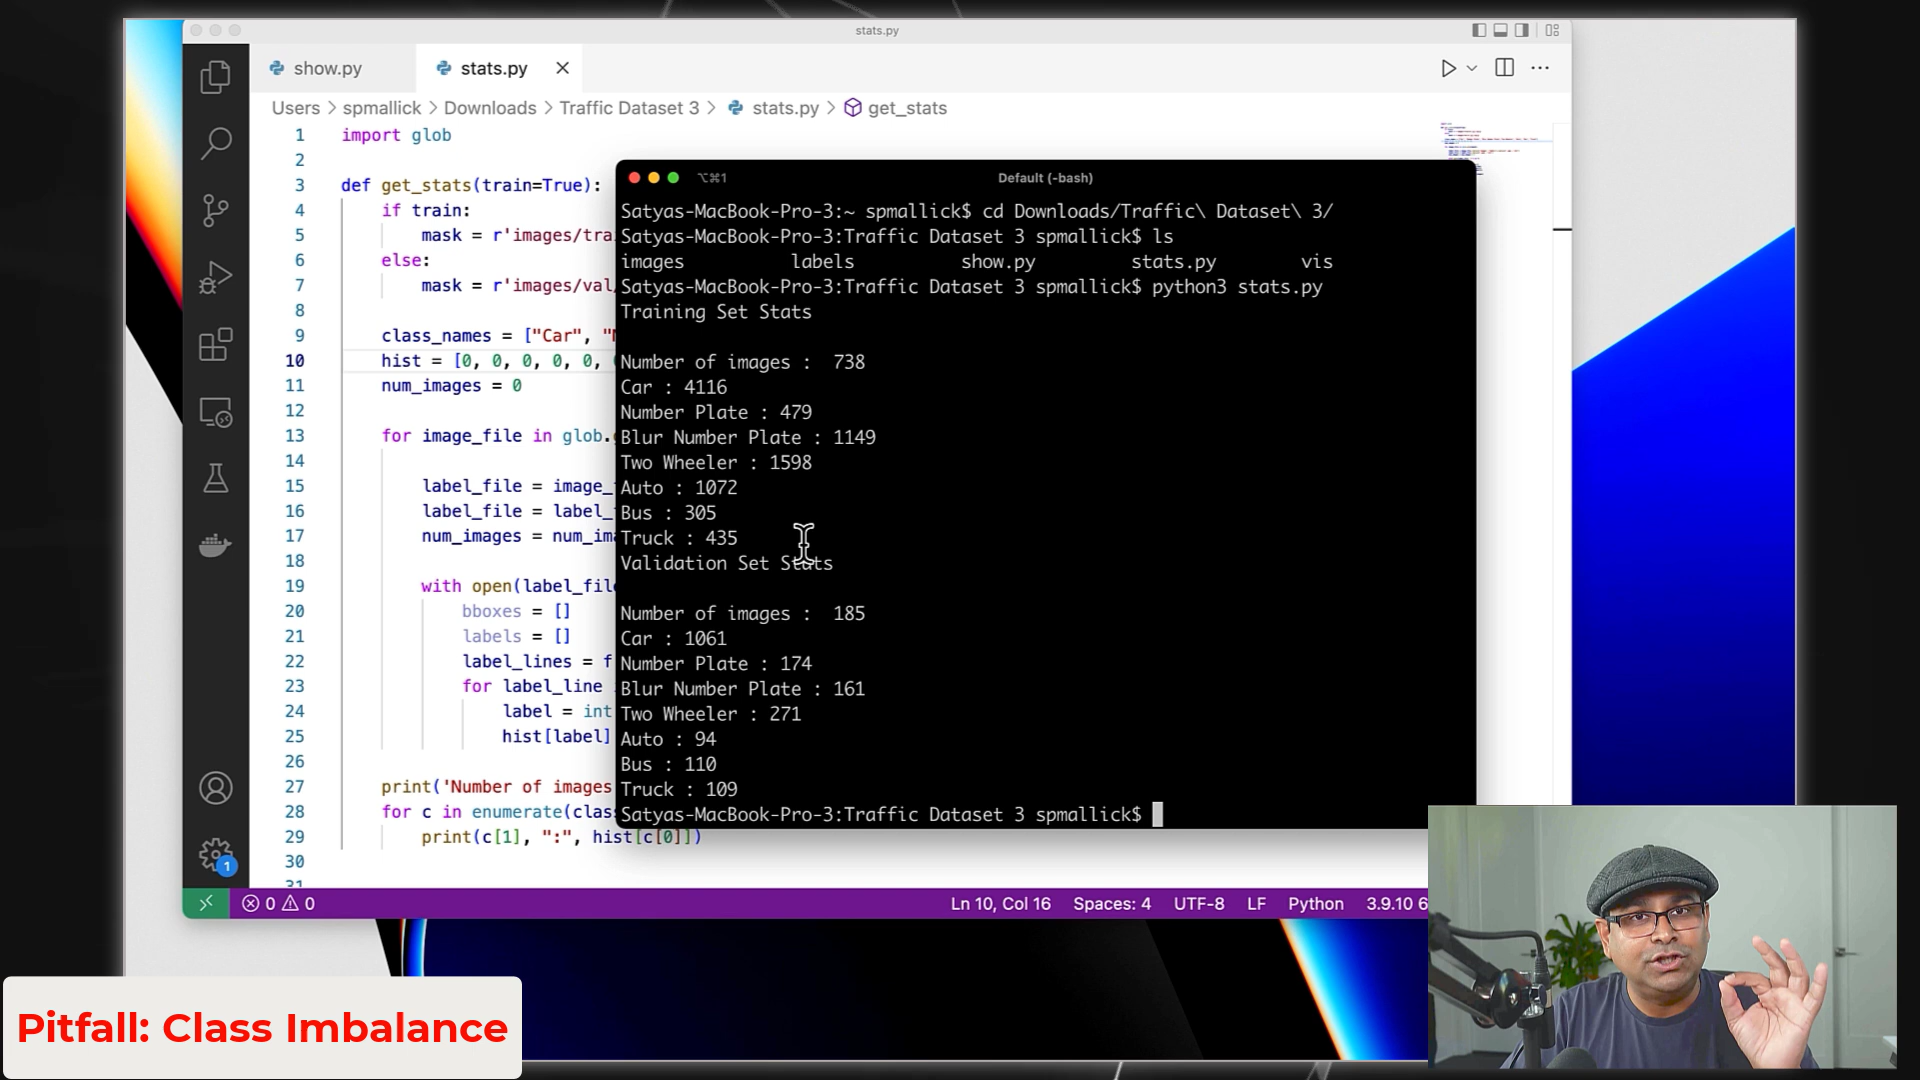 stats.py
show.py
stats.py
Users > spmallick > Downloads > Traffic Dataset 3 > stats.py > get_stats
1 import glob
2
3 def get_stats(train=True):
4 if train:
5 mask = r'images/tra
6 else:
7 mask = r'images/val
8
9 class_names = ["Car", "
10 hist = [0, 0, 0, 0, 0,
11 num_images = 0
12
13 for image_file in glob.
14
15 label_file = image_
16 label_file = label_
17 num_images = num_im
18
19 with open(label_fil
20 bboxes = []
21 labels = []
22 label_lines = f
23 for label_line
24 label = int
25 hist[label]
26
27 print('Number of images
28 for c in enumerate(clas
29 print(c[1], ":", hist[c[0]])
30
31
⌥⌘1
Default (-bash)
Satyas-MacBook-Pro-3:~ spmallick$ cd Downloads/Traffic\ Dataset\ 3/
Satyas-MacBook-Pro-3:Traffic Dataset 3 spmallick$ ls
images labels show.py stats.py vis
Satyas-MacBook-Pro-3:Traffic Dataset 3 spmallick$ python3 stats.py
Training Set Stats
Number of images : 738
Car : 4116
Number Plate : 479
Blur Number Plate : 1149
Two Wheeler : 1598
Auto : 1072
Bus : 305
Truck : 435
Validation Set Stats
Number of images : 185
Car : 1061
Number Plate : 174
Blur Number Plate : 161
Two Wheeler : 271
Auto : 94
Bus : 110
Truck : 109
Satyas-MacBook-Pro-3:Traffic Dataset 3 spmallick$
1
0 0
Ln 10, Col 16 Spaces: 4 UTF-8 LF Python 3.9.10 6
Pitfall: Class Imbalance